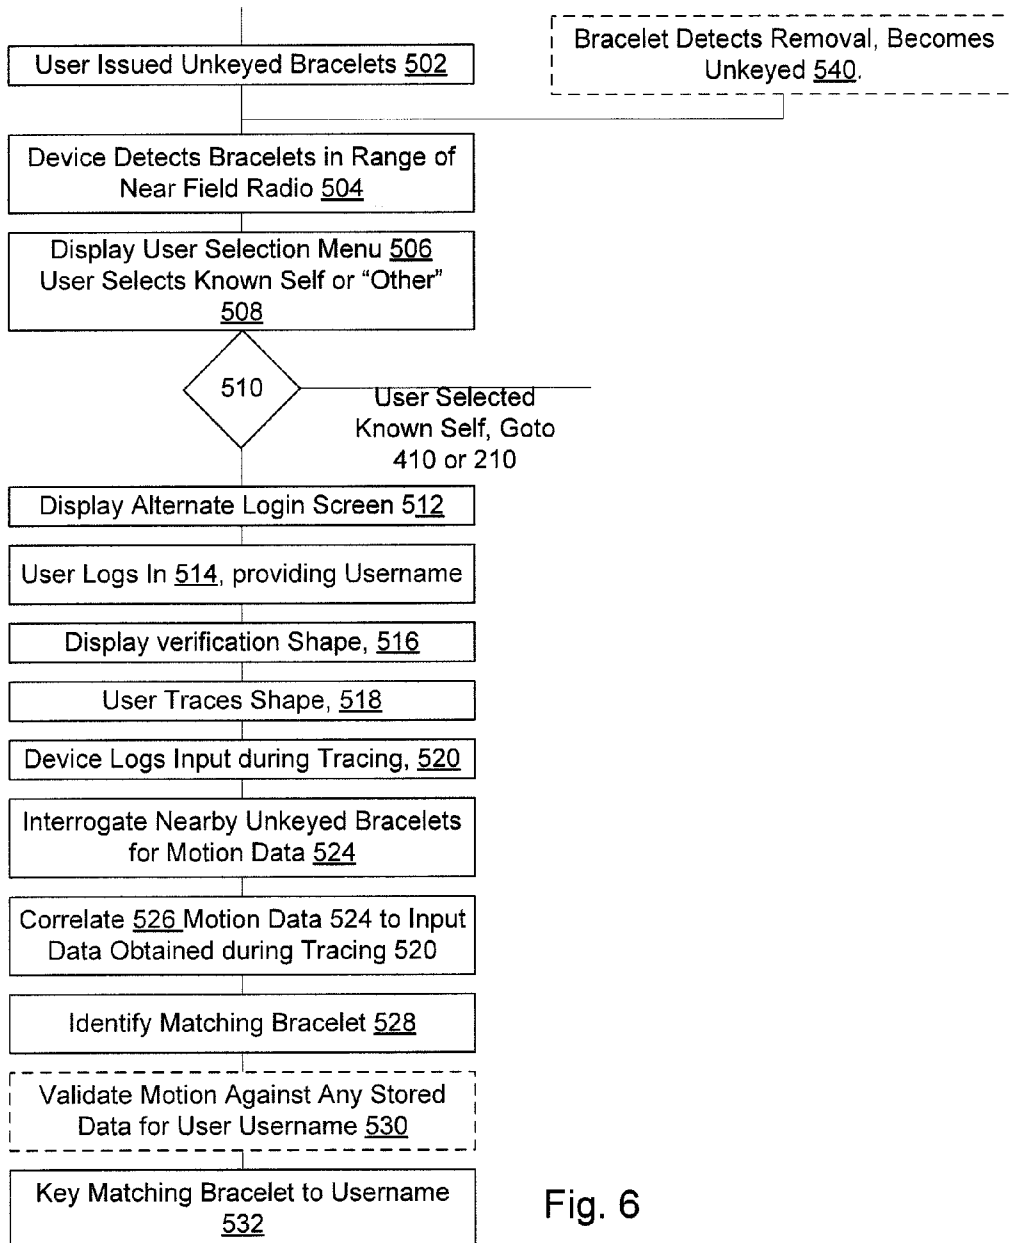 User Issued Unkeyed Bracelets 502
Bracelet Detects Removal, Becomes
Unkeyed 540.
Device Detects Bracelets in Range of
Near Field Radio 504
Display User Selection Menu 506
User Selects Known Self or “Other”
508
510
User Selected
Known Self, Goto
410 or 210
Display Alternate Login Screen 512
User Logs In 514, providing Username
Display verification Shape, 516
User Traces Shape, 518
Device Logs Input during Tracing, 520
Interrogate Nearby Unkeyed Bracelets
for Motion Data 524
Correlate 526 Motion Data 524 to Input
Data Obtained during Tracing 520
Identify Matching Bracelet 528
Validate Motion Against Any Stored
Data for User Username 530
Key Matching Bracelet to Username
532
Fig. 6